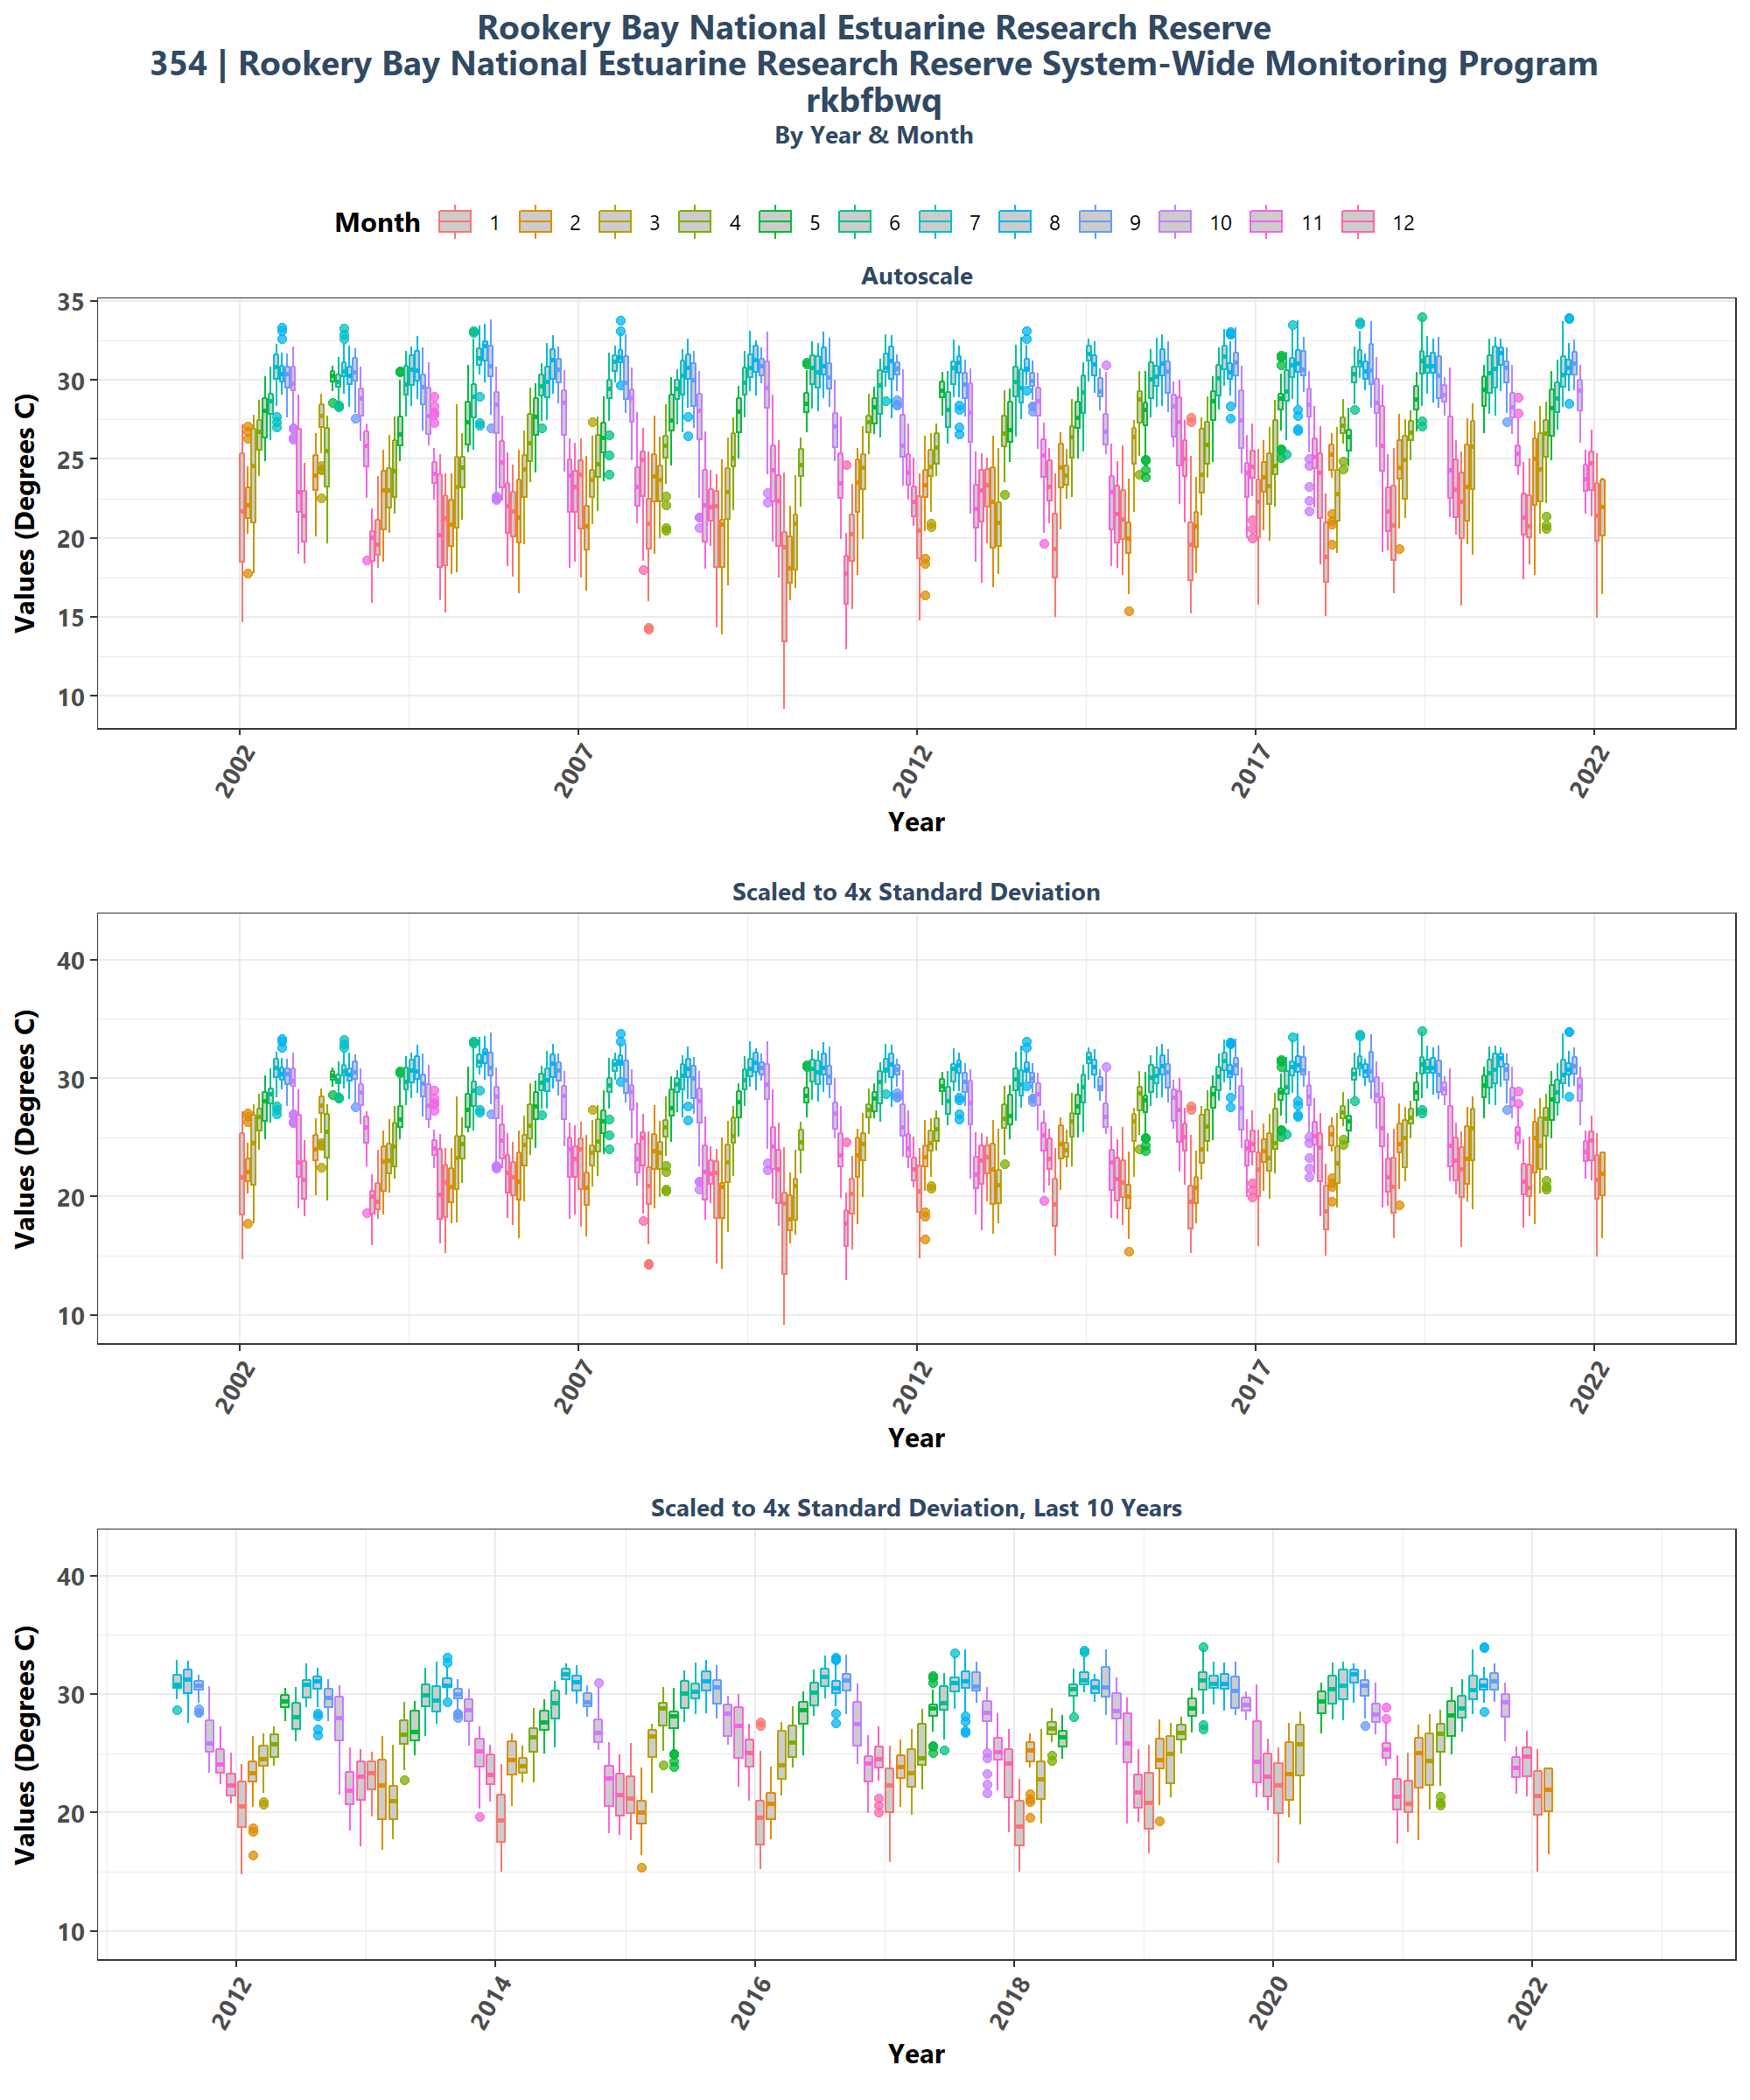 Rookery Bay National Estuarine Research Reserve
354 | Rookery Bay National Estuarine Research Reserve System-Wide Monitoring Program
rkbfbwq
By Year & Month
Month 1 2 3 4 5 6 7 8 9 10 11 12
Autoscale
Values (Degrees C)
35
30
25
20
15
10
2002 2007 2012 2017 2022
Year
Scaled to 4x Standard Deviation
Values (Degrees C)
40
30
20
10
2002 2007 2012 2017 2022
Year
Scaled to 4x Standard Deviation, Last 10 Years
Values (Degrees C)
40
30
20
10
2012 2014 2016 2018 2020 2022
Year